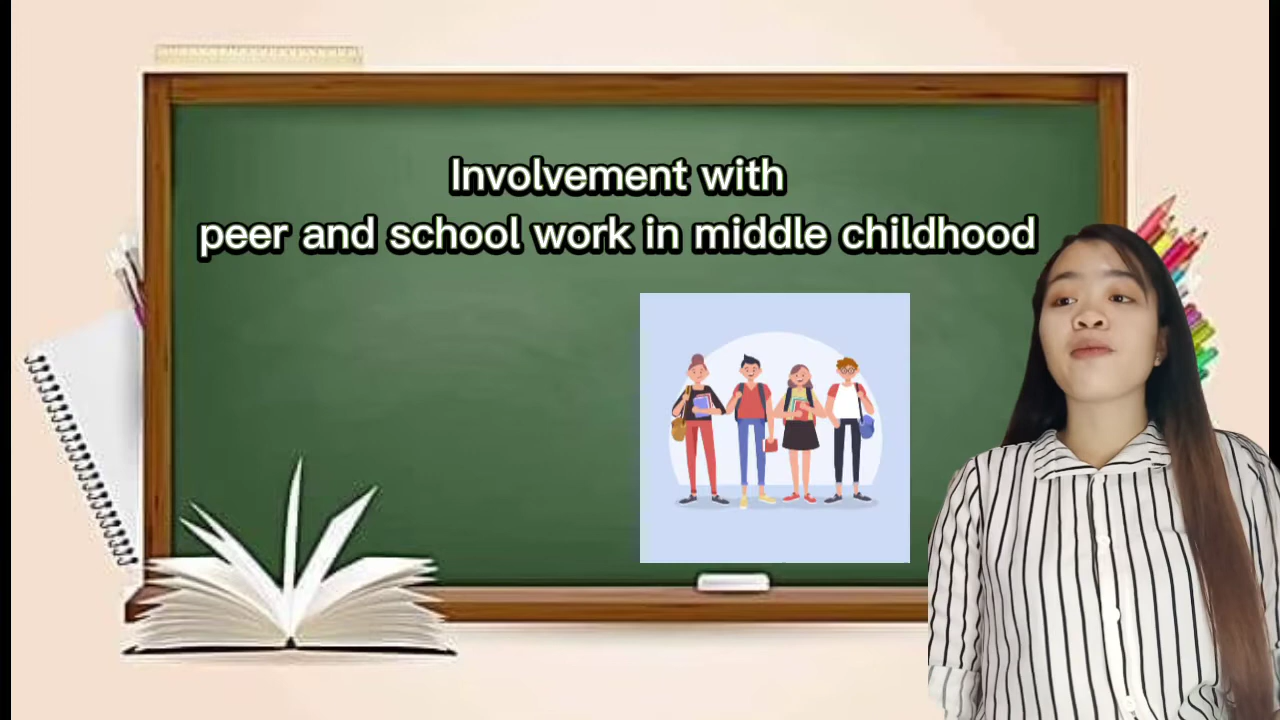 Involvement with
peer and school work in middle childhood